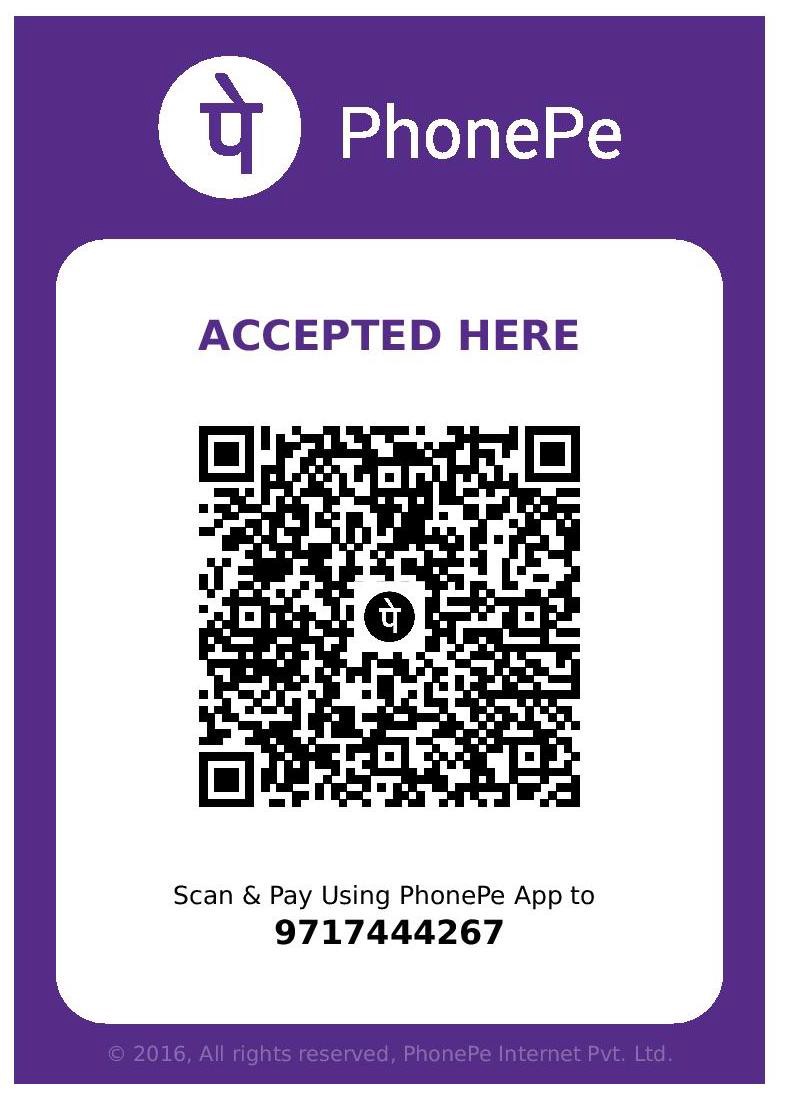 पे PhonePe
ACCEPTED HERE
पे
Scan & Pay Using PhonePe App to
9717444267
© 2016, All rights reserved, PhonePe Internet Pvt. Ltd.